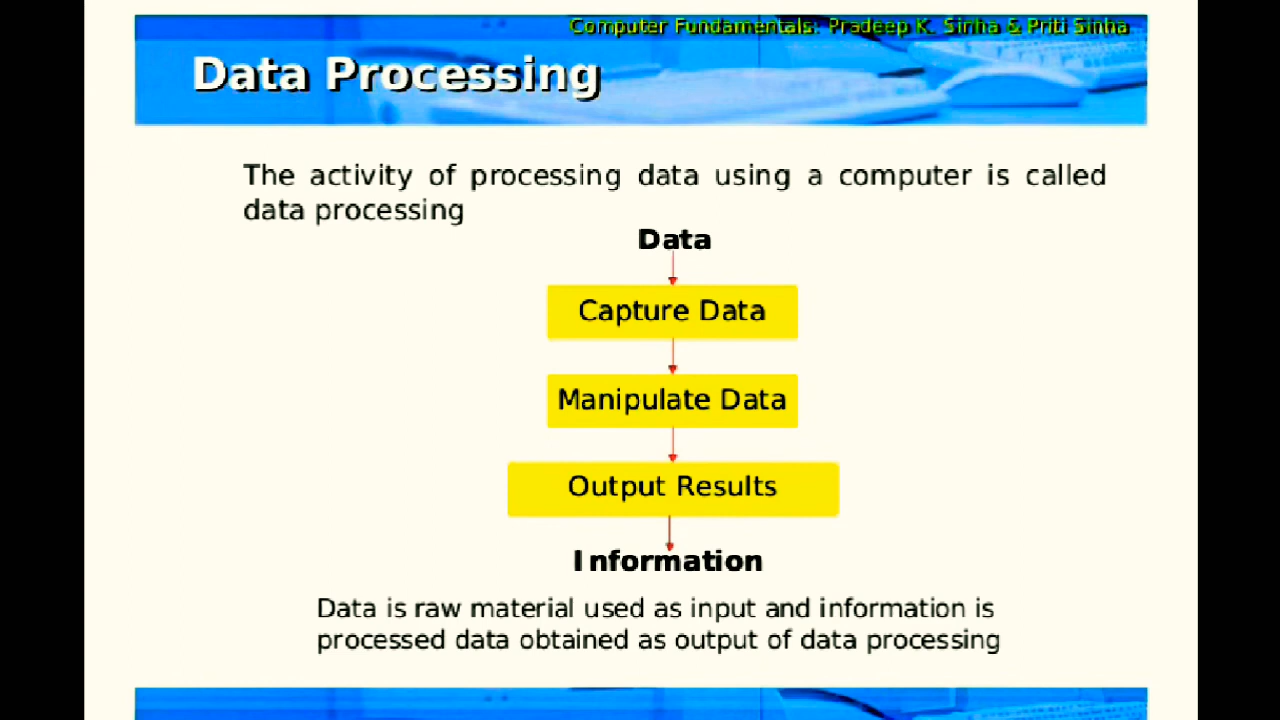 Computer Fundamentals: Pradeep K. Sinha & Priti Sinha
Data Processing
The activity of processing data using a computer is called
data processing
Data
Capture Data
Manipulate Data
Output Results
Information
Data is raw material used as input and information is
processed data obtained as output of data processing